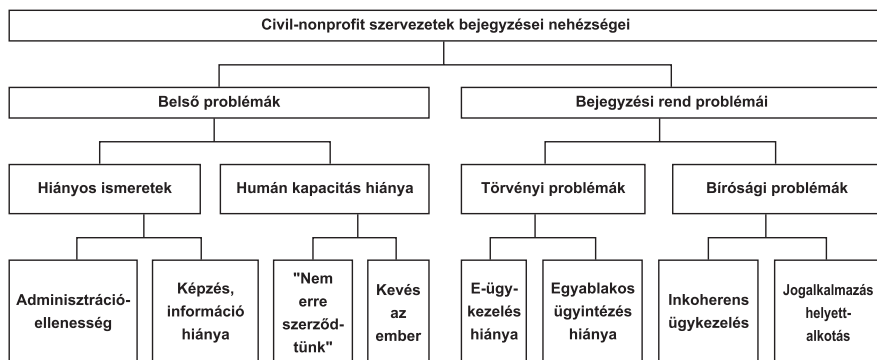 Civil-nonprofit szervezetek bejegyzései nehézségei
Belső problémák
Bejegyzési rend problémái
Hiányos ismeretek
Humán kapacitás hiánya
Törvényi problémák
Bírósági problémák
Adminisztráció-
ellenesség
Képzés,
információ
hiánya
"Nem
erre
szerződ-
tünk"
Kevés
az
ember
E-ügy-
kezelés
hiánya
Egyablakos
ügyintézés
hiánya
Inkoherens
ügykezelés
Jogalkalmazás
helyett-
alkotás